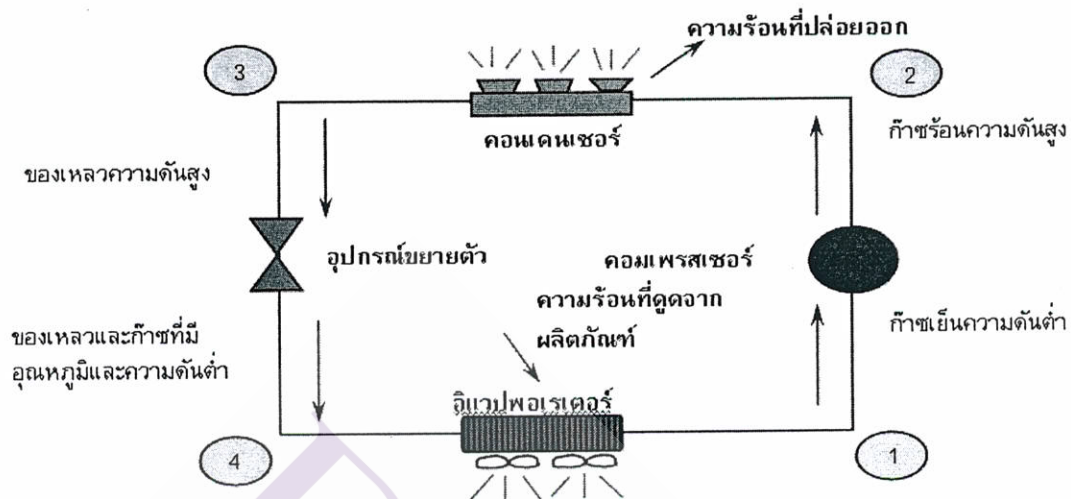 ความร้อนที่ปล่อยออก
3
2
คอนเดนเซอร์
ก๊าซร้อนความดันสูง
ของเหลวความดันสูง
อุปกรณ์ขยายตัว
คอมเพรสเซอร์
ความร้อนที่ดูดจาก
ผลิตภัณฑ์
ก๊าซเย็นความดันต่ำ
ของเหลวและก๊าซที่มี
อุณหภูมิและความดันต่ำ
อิแวปพอเรเตอร์
4
1